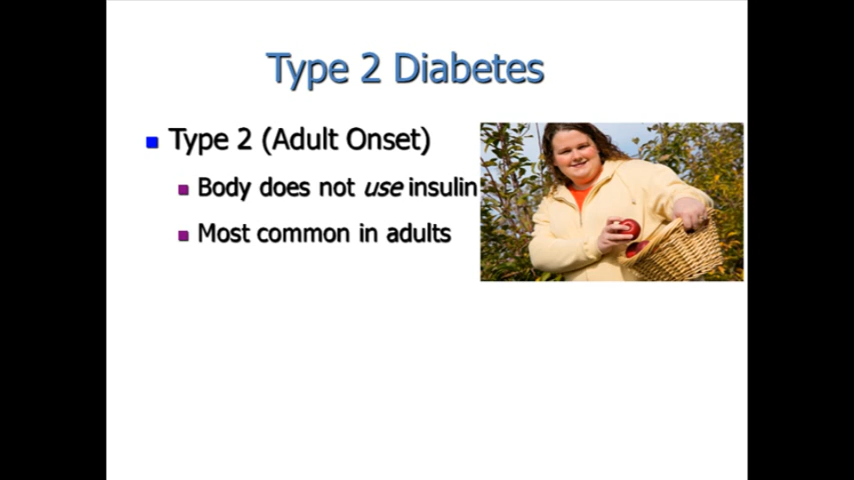 Type 2 Diabetes
Type 2 (Adult Onset)
Body does not use insulin
Most common in adults